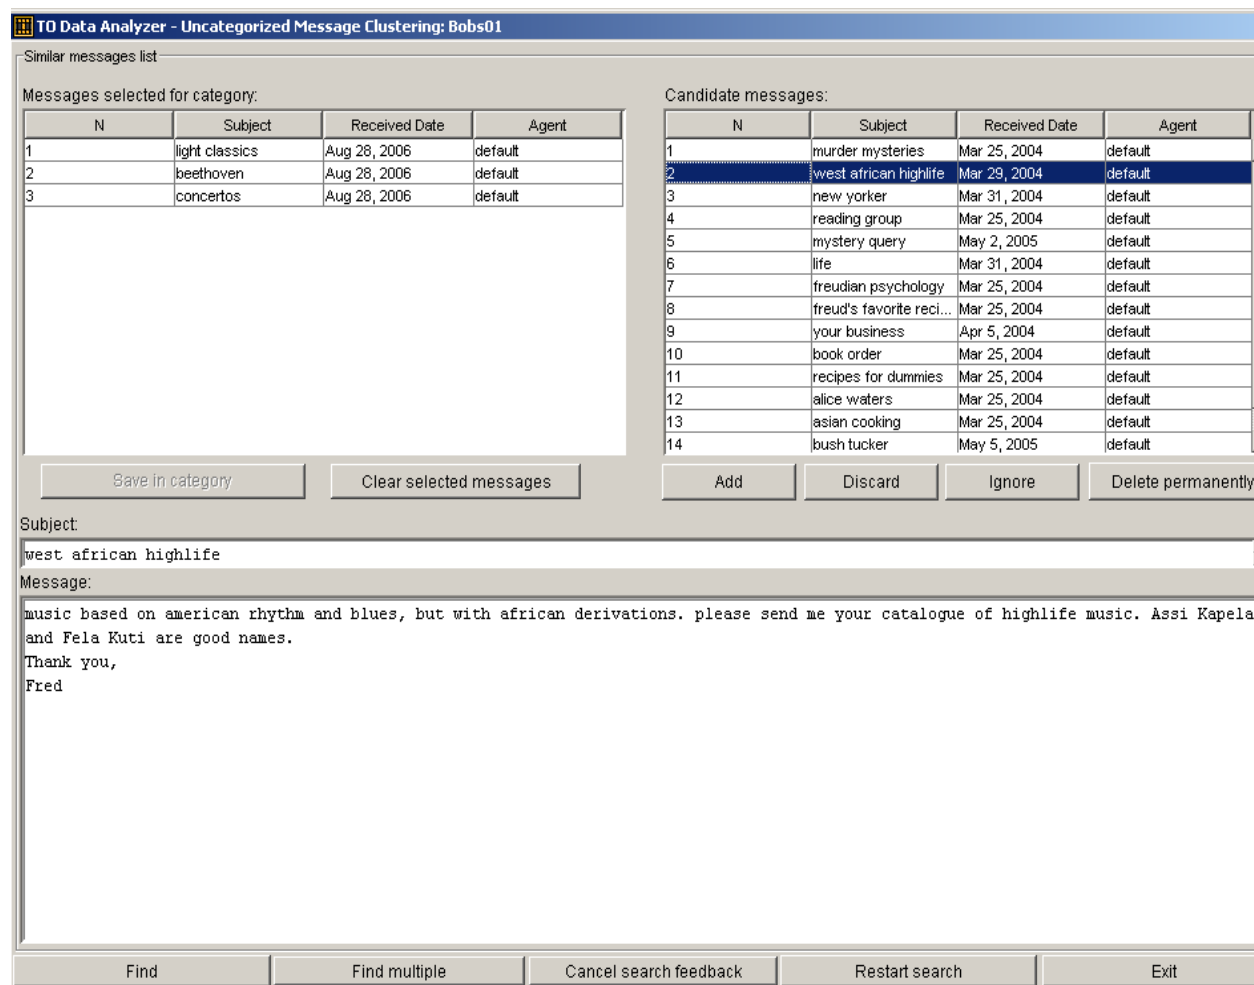 TO Data Analyzer - Uncategorized Message Clustering: Bobs01
Similar messages list
Messages selected for category:
N Subject Received Date Agent
1 light classics Aug 28, 2006 default
2 beethoven Aug 28, 2006 default
3 concertos Aug 28, 2006 default
Candidate messages:
N Subject Received Date Agent
1 murder mysteries Mar 25, 2004 default
2 west african highlife Mar 29, 2004 default
3 new yorker Mar 31, 2004 default
4 reading group Mar 25, 2004 default
5 mystery query May 2, 2005 default
6 life Mar 31, 2004 default
7 freudian psychology Mar 25, 2004 default
8 freud's favorite reci... Mar 25, 2004 default
9 your business Apr 5, 2004 default
10 book order Mar 25, 2004 default
11 recipes for dummies Mar 25, 2004 default
12 alice waters Mar 25, 2004 default
13 asian cooking Mar 25, 2004 default
14 bush tucker May 5, 2005 default
Save in category Clear selected messages Add Discard Ignore Delete permanently
Subject:
west african highlife
Message:
music based on american rhythm and blues, but with african derivations. please send me your catalogue of highlife music. Assi Kapela
and Fela Kuti are good names.
Thank you,
Fred
Find Find multiple Cancel search feedback Restart search Exit